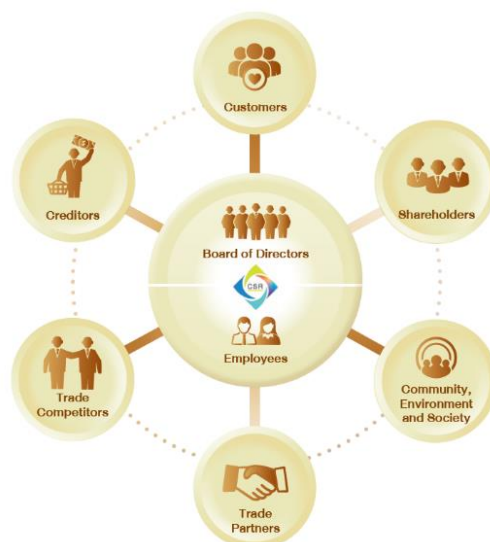 Customers
Creditors
Shareholders
Board of Directors
CSR
Employees
Trade
Competitors
Community,
Environment
and Society
Trade
Partners